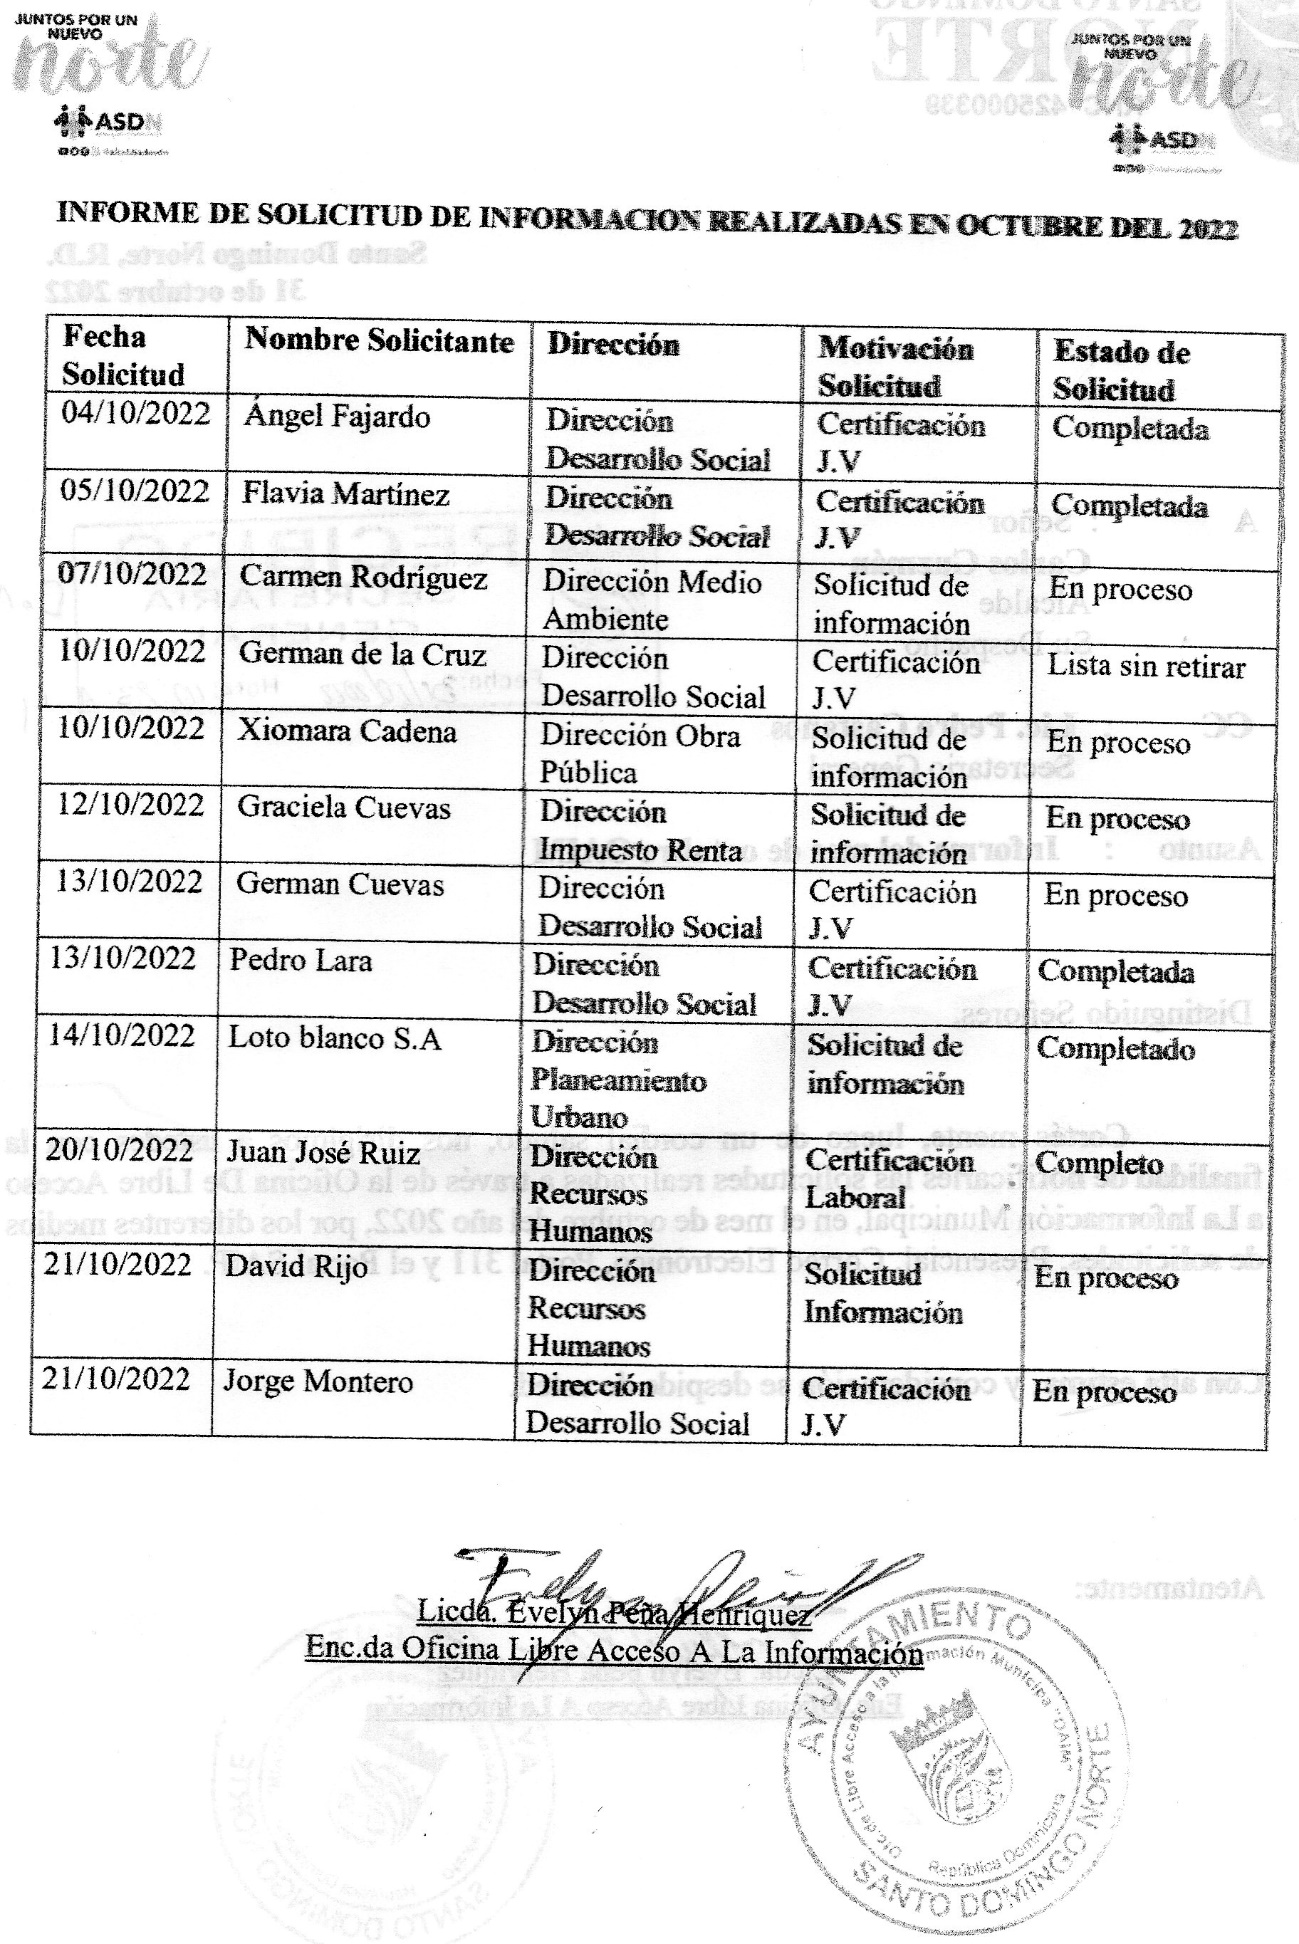 JUNTOS POR UN
NUEVO
norte
ASDN
JUNTOS POR UN
NUEVO
norte
ASDN
INFORME DE SOLICITUD DE INFORMACION REALIZADAS EN OCTUBRE DEL 2022
Fecha Solicitud | Nombre Solicitante | Dirección | Motivación Solicitud | Estado de Solicitud
04/10/2022 | Ángel Fajardo | Dirección Desarrollo Social | Certificación J.V | Completada
05/10/2022 | Flavia Martínez | Dirección Desarrollo Social | Certificación J.V | Completada
07/10/2022 | Carmen Rodríguez | Dirección Medio Ambiente | Solicitud de información | En proceso
10/10/2022 | German de la Cruz | Dirección Desarrollo Social | Certificación J.V | Lista sin retirar
10/10/2022 | Xiomara Cadena | Dirección Obra Pública | Solicitud de información | En proceso
12/10/2022 | Graciela Cuevas | Dirección Impuesto Renta | Solicitud de información | En proceso
13/10/2022 | German Cuevas | Dirección Desarrollo Social | Certificación J.V | En proceso
13/10/2022 | Pedro Lara | Dirección Desarrollo Social | Certificación J.V | Completada
14/10/2022 | Loto blanco S.A | Dirección Planeamiento Urbano | Solicitud de información | Completado
20/10/2022 | Juan José Ruiz | Dirección Recursos Humanos | Certificación Laboral | Completo
21/10/2022 | David Rijo | Dirección Recursos Humanos | Solicitud Información | En proceso
21/10/2022 | Jorge Montero | Dirección Desarrollo Social | Certificación J.V | En proceso
Licda. Evelyn Peña Henriquez
Enc.da Oficina Libre Acceso A La Información
AYUNTAMIENTO
Ofic. de Libre Acceso a la Información Municipal "OAIM"
República Dominicana
SANTO DOMINGO NORTE